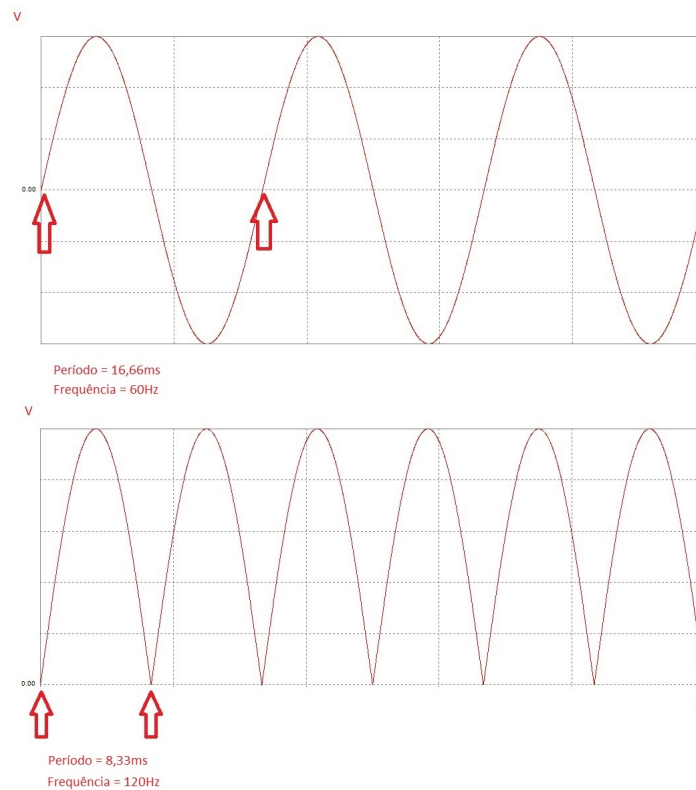 V
0.00
Período = 16,66ms
Frequência = 60Hz
V
0.00
Período = 8,33ms
Frequência = 120Hz